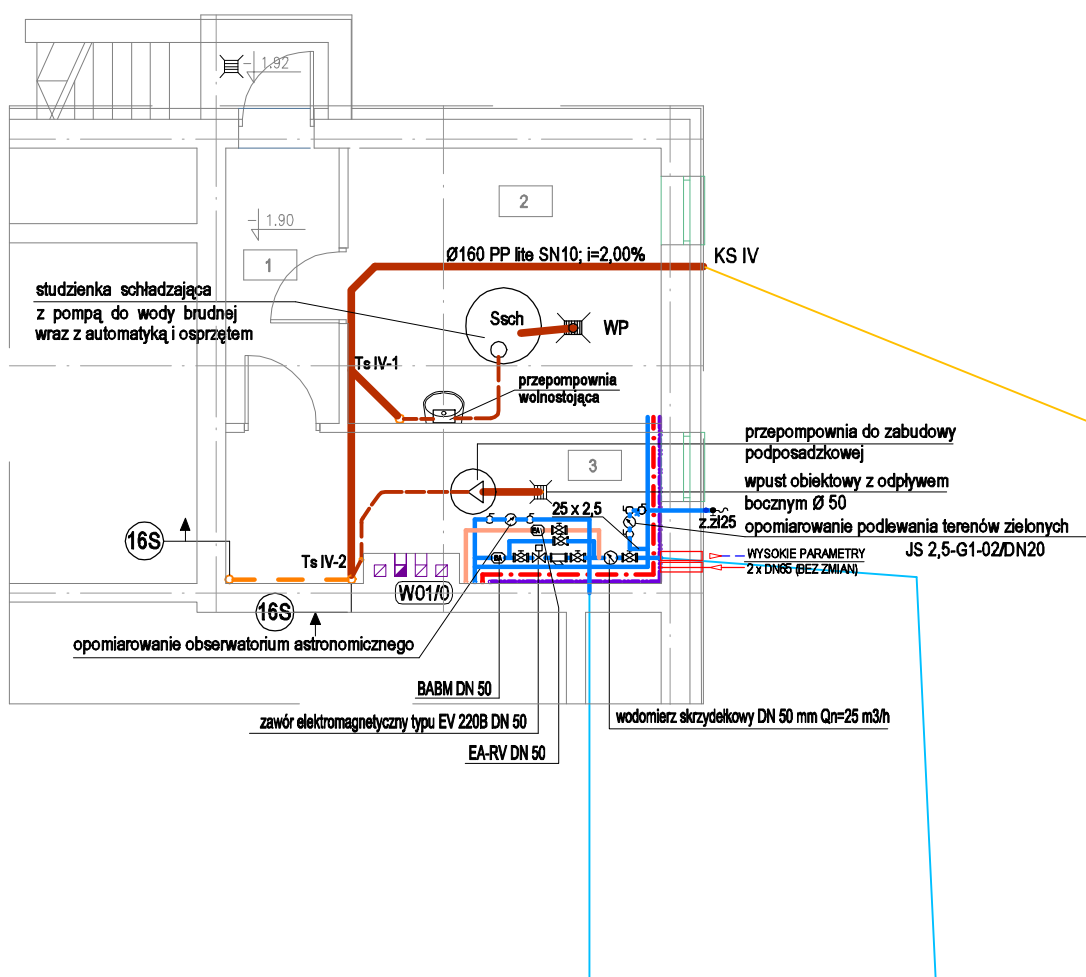 - 1.92
2
- 1.90
1
Ø160 PP lite SN10; i=2,00%
KS IV
studzienka schładzająca
z pompą do wody brudnej
wraz z automatyką i osprzętem
Ssch
WP
Ts IV-1
przepompownia
wolnostojąca
przepompownia do zabudowy
podposadzkowej
3
wpust obiektowy z odpływem
bocznym Ø 50
25 x 2,5
z.zl25
opomiarowanie podlewania terenów zielonych
JS 2,5-G1-02/DN20
16S
EA
BA
WYSOKIE PARAMETRY
2 x DN65 (BEZ ZMIAN)
Ts IV-2
W01/0
16S
opomiarowanie obserwatorium astronomicznego
BABM DN 50
zawór elektromagnetyczny typu EV 220B DN 50
wodomierz skrzydełkowy DN 50 mm Qn=25 m3/h
EA-RV DN 50